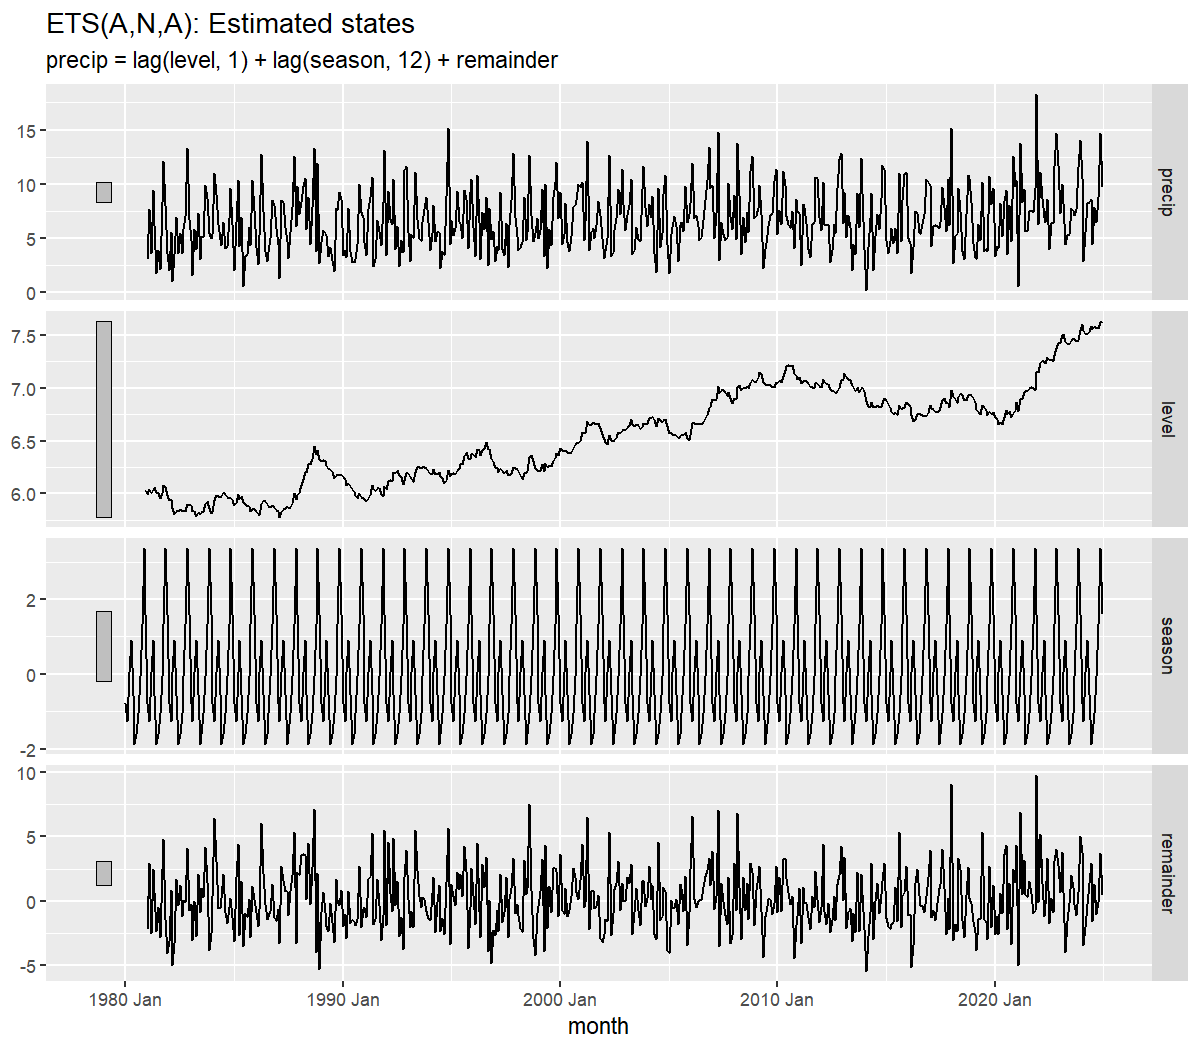 ETS(A,N,A): Estimated states
precip = lag(level, 1) + lag(season, 12) + remainder
15
10
5
0
precip
7.5
7.0
6.5
6.0
level
2
0
-2
season
10
5
0
-5
remainder
1980 Jan 1990 Jan 2000 Jan 2010 Jan 2020 Jan
month